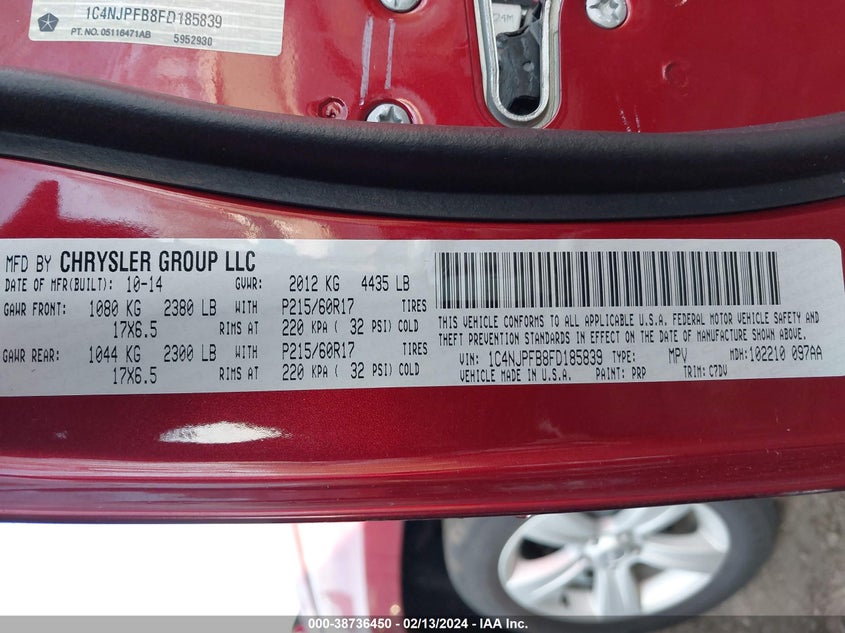 1C4NJPFB8FD185839
PT. NO. 05116471AB 5952930
74M
MFD BY CHRYSLER GROUP LLC
DATE OF MFR(BUILT): 10-14 GVWR: 2012 KG 4435 LB
GAWR FRONT: 1080 KG 2380 LB WITH P215/60R17 TIRES
17X6.5 RIMS AT 220 KPA ( 32 PSI) COLD
GAWR REAR: 1044 KG 2300 LB WITH P215/60R17 TIRES
17X6.5 RIMS AT 220 KPA ( 32 PSI) COLD
THIS VEHICLE CONFORMS TO ALL APPLICABLE U.S.A. FEDERAL MOTOR VEHICLE SAFETY AND
THEFT PREVENTION STANDARDS IN EFFECT ON THE DATE OF MANUFACTURE SHOWN ABOVE.
VIN: 1C4NJPFB8FD185839 TYPE: MPV MDH:102210 097AA
VEHICLE MADE IN U.S.A. PAINT: PRP TRIM: C7DV
000-38736450 - 02/13/2024 - IAA Inc.